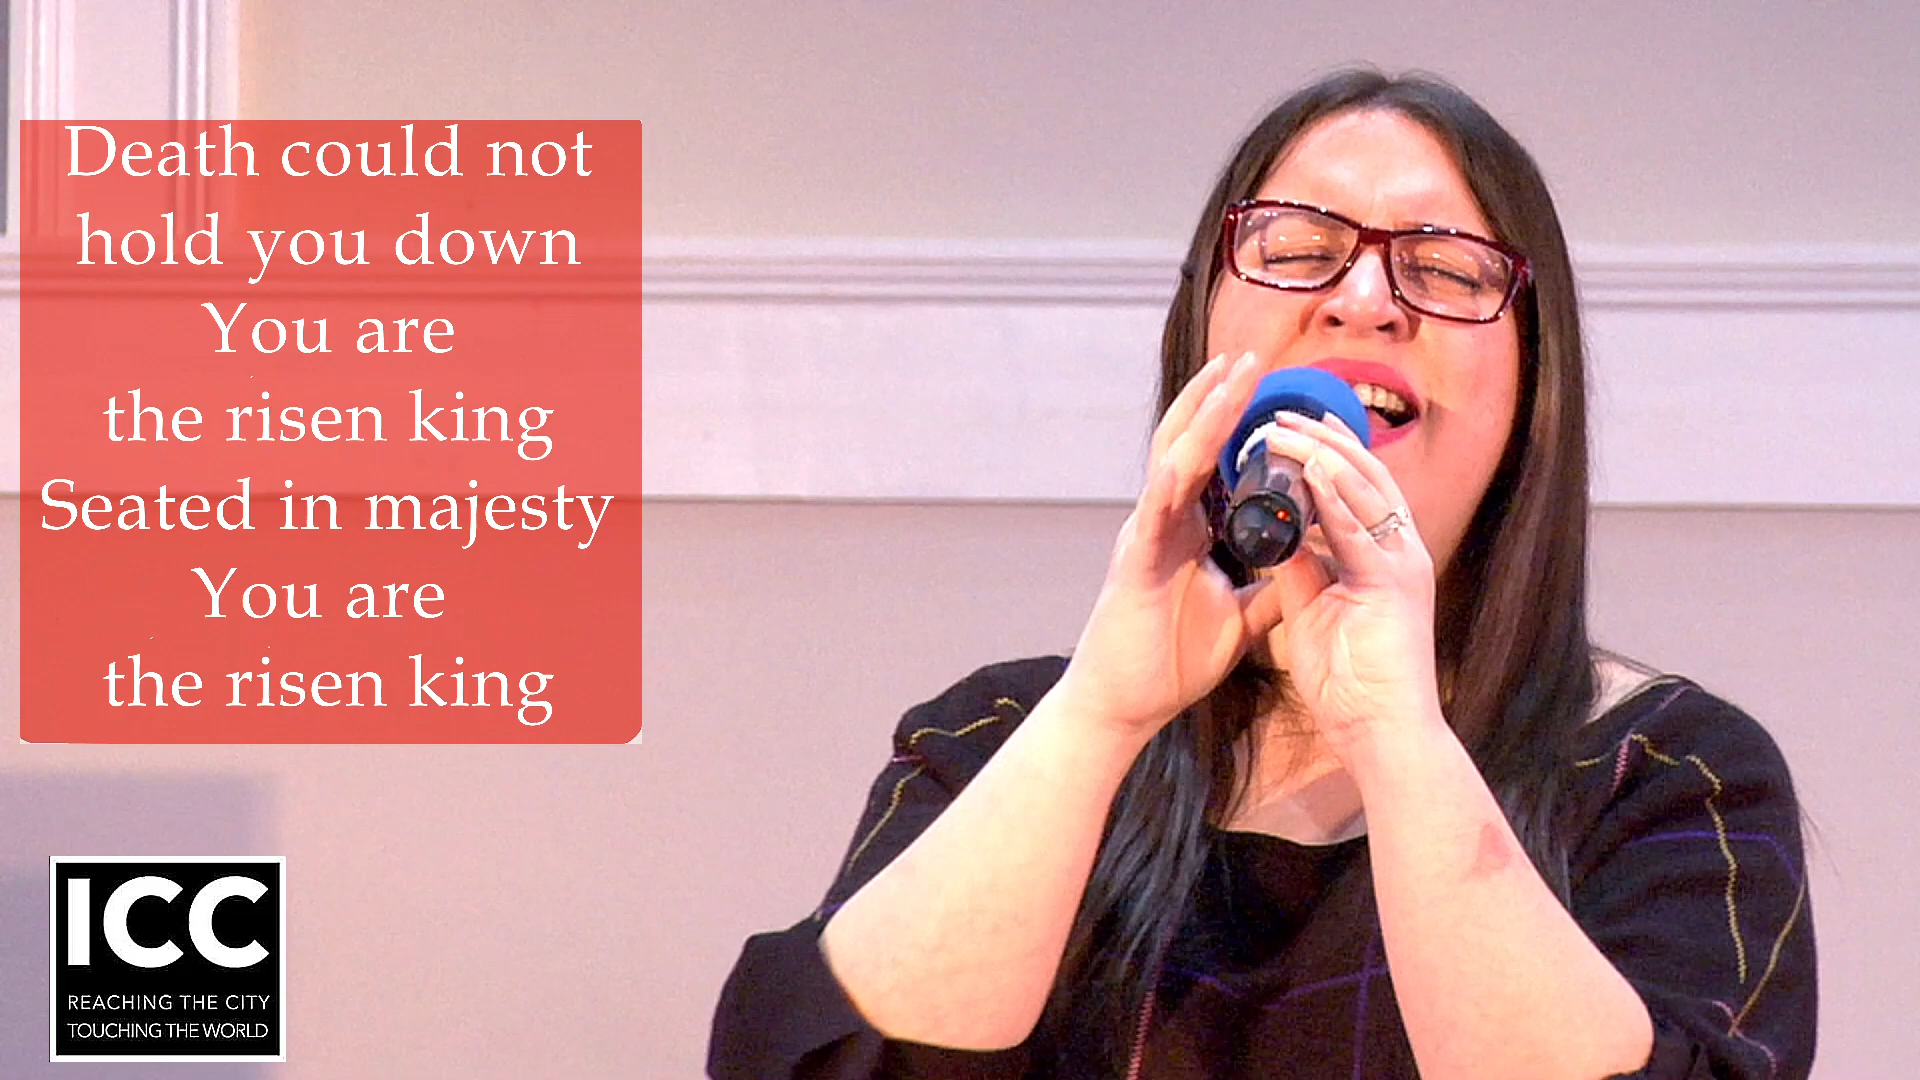 Death could not
hold you down
You are
the risen king
Seated in majesty
You are
the risen king
ICC
REACHING THE CITY
TOUCHING THE WORLD